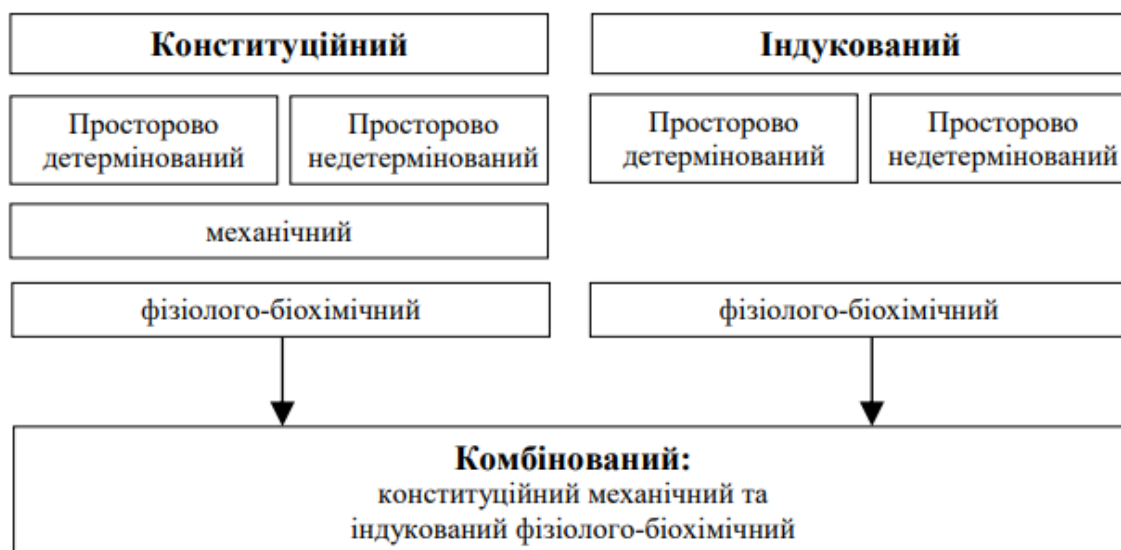 Конституційний
Індукований
Просторово
детермінований
Просторово
недетермінований
Просторово
детермінований
Просторово
недетермінований
механічний
фізіолого-біохімічний
фізіолого-біохімічний
Комбінований:
конституційний механічний та
індукований фізіолого-біохімічний